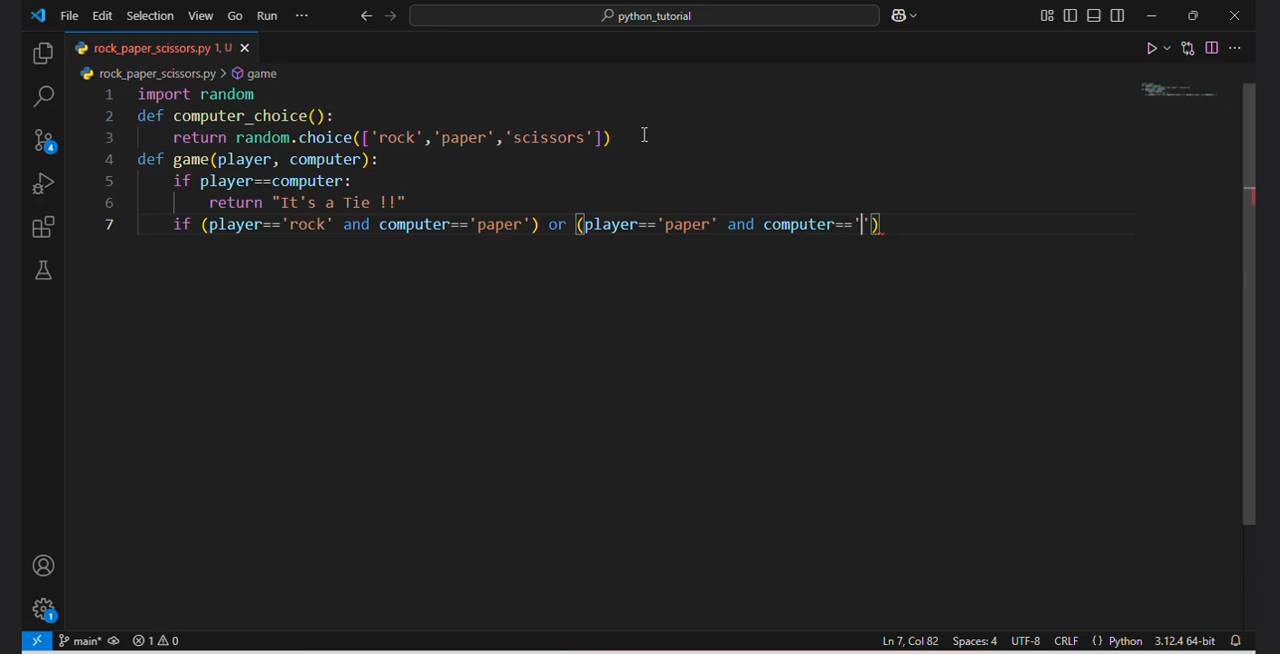 File Edit Selection View Go Run ··· python_tutorial
rock_paper_scissors.py 1, U
rock_paper_scissors.py > game
1 import random
2 def computer_choice():
3 return random.choice(['rock','paper','scissors'])
4 def game(player, computer):
5 if player==computer:
6 return "It's a Tie !!"
7 if (player=='rock' and computer=='paper') or (player=='paper' and computer=='')
4
1
main* 1 0 Ln 7, Col 82 Spaces: 4 UTF-8 CRLF {} Python 3.12.4 64-bit